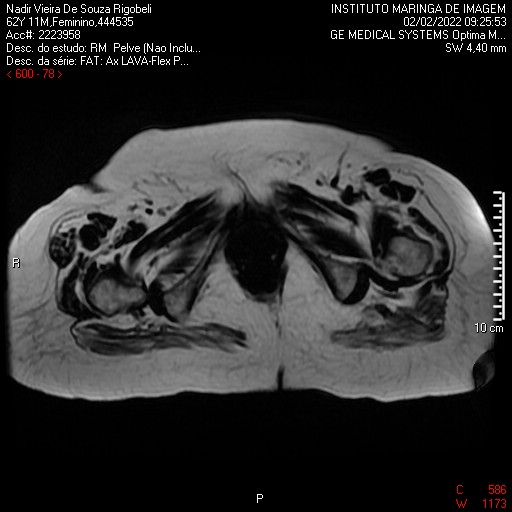 Nadir Vieira De Souza Rigobeli
62Y 11M,Feminino,444535
Acc#: 2223958
Desc. do estudo: RM Pelve (Nao Inclu...
Desc. da série: FAT: Ax LAVA-Flex P...
< 600 - 78 >
INSTITUTO MARINGA DE IMAGEM
02/02/2022 09:25:53
GE MEDICAL SYSTEMS Optima M...
SW 4,40 mm
R
10 cm
P
C 586
W 1173